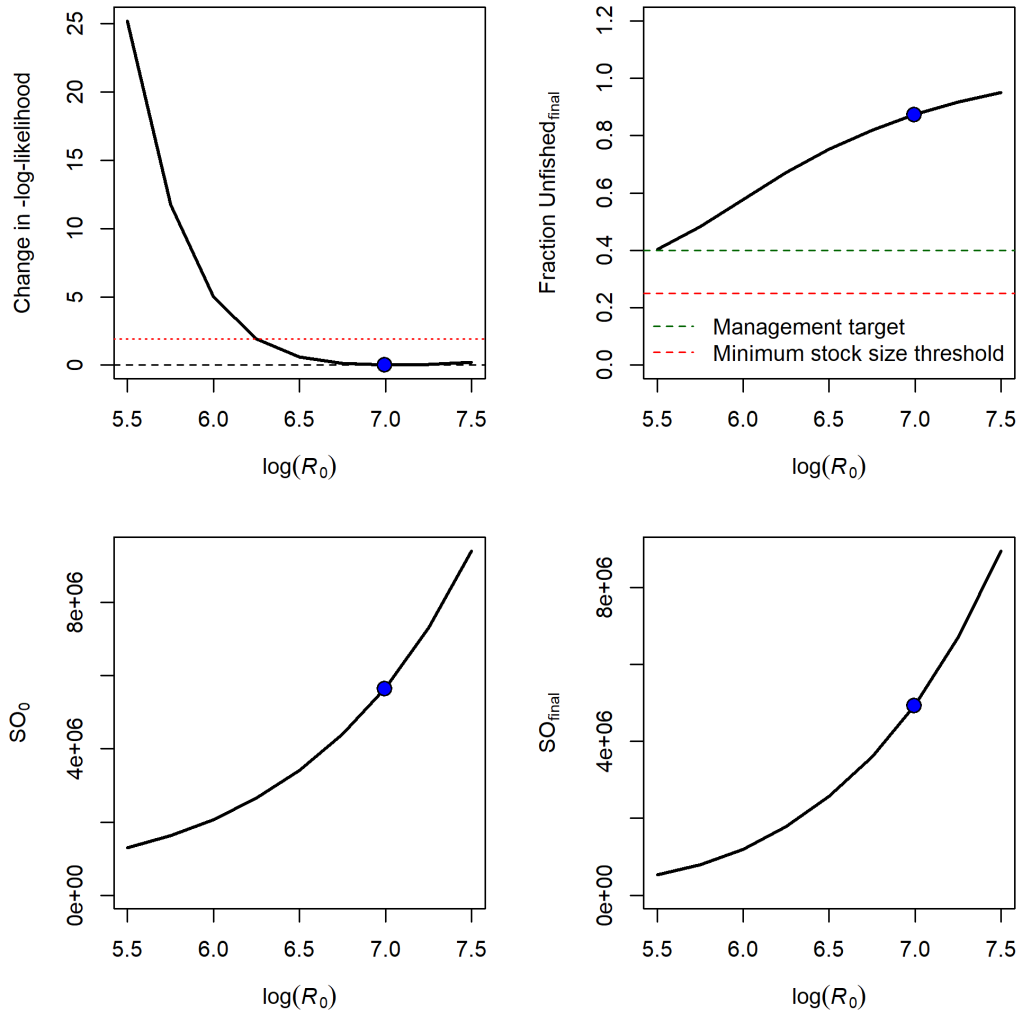 Change in -log-likelihood
25
20
15
10
5
0
5.5 6.0 6.5 7.0 7.5
log(R0)
Fraction Unfishedfinal
1.2
1.0
0.8
0.6
0.4
0.2
0.0
Management target
Minimum stock size threshold
5.5 6.0 6.5 7.0 7.5
log(R0)
SO0
8e+06
4e+06
0e+00
5.5 6.0 6.5 7.0 7.5
log(R0)
SOfinal
8e+06
4e+06
0e+00
5.5 6.0 6.5 7.0 7.5
log(R0)